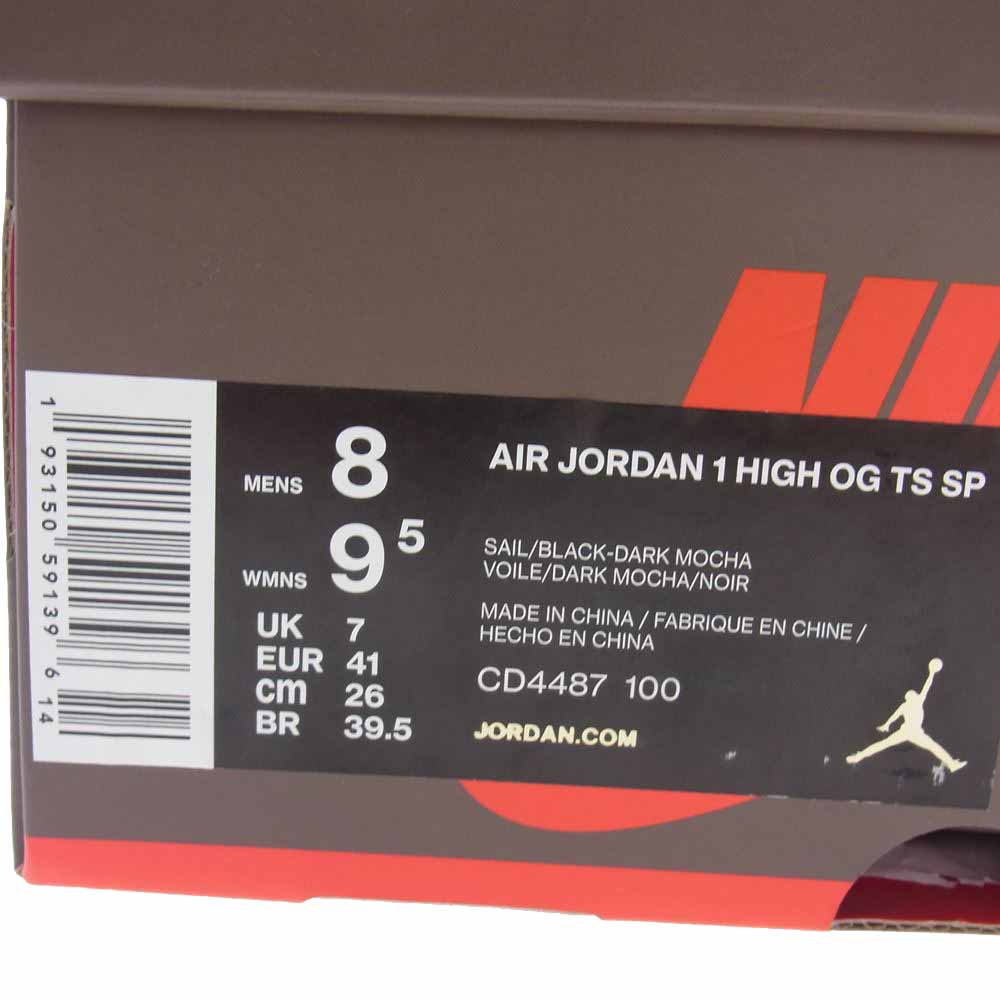 NI
1 93150 59139 6 14
MENS 8
WMNS 9 5
UK 7
EUR 41
cm 26
BR 39.5
AIR JORDAN 1 HIGH OG TS SP
SAIL/BLACK-DARK MOCHA
VOILE/DARK MOCHA/NOIR
MADE IN CHINA / FABRIQUE EN CHINE /
HECHO EN CHINA
CD4487 100
JORDAN.COM